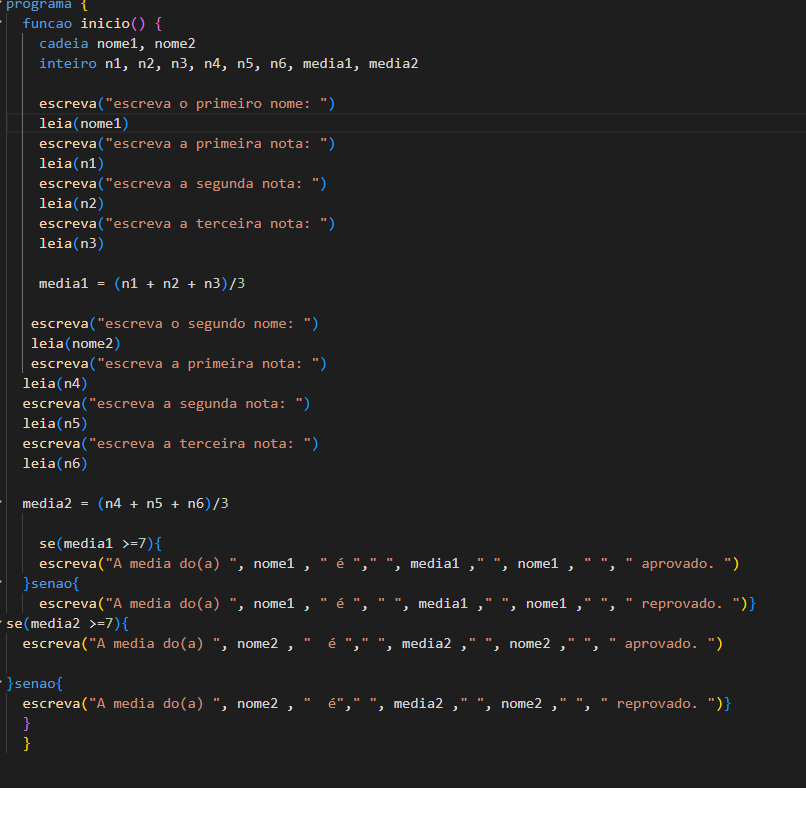 programa {
funcao inicio() {
cadeia nome1, nome2
inteiro n1, n2, n3, n4, n5, n6, media1, media2
escreva("escreva o primeiro nome: ")
leia(nome1)
escreva("escreva a primeira nota: ")
leia(n1)
escreva("escreva a segunda nota: ")
leia(n2)
escreva("escreva a terceira nota: ")
leia(n3)
media1 = (n1 + n2 + n3)/3
escreva("escreva o segundo nome: ")
leia(nome2)
escreva("escreva a primeira nota: ")
leia(n4)
escreva("escreva a segunda nota: ")
leia(n5)
escreva("escreva a terceira nota: ")
leia(n6)
media2 = (n4 + n5 + n6)/3
se(media1 >=7){
escreva("A media do(a) ", nome1 , " é "," ", media1 ," ", nome1 , " ", " aprovado. ")
}senao{
escreva("A media do(a) ", nome1 , " é ", " ", media1 ," ", nome1 ," ", " reprovado. ")}
se(media2 >=7){
escreva("A media do(a) ", nome2 , "  é "," ", media2 ," ", nome2 ," ", " aprovado. ")
}senao{
escreva("A media do(a) ", nome2 , "  é"," ", media2 ," ", nome2 ," ", " reprovado. ")}
}
}